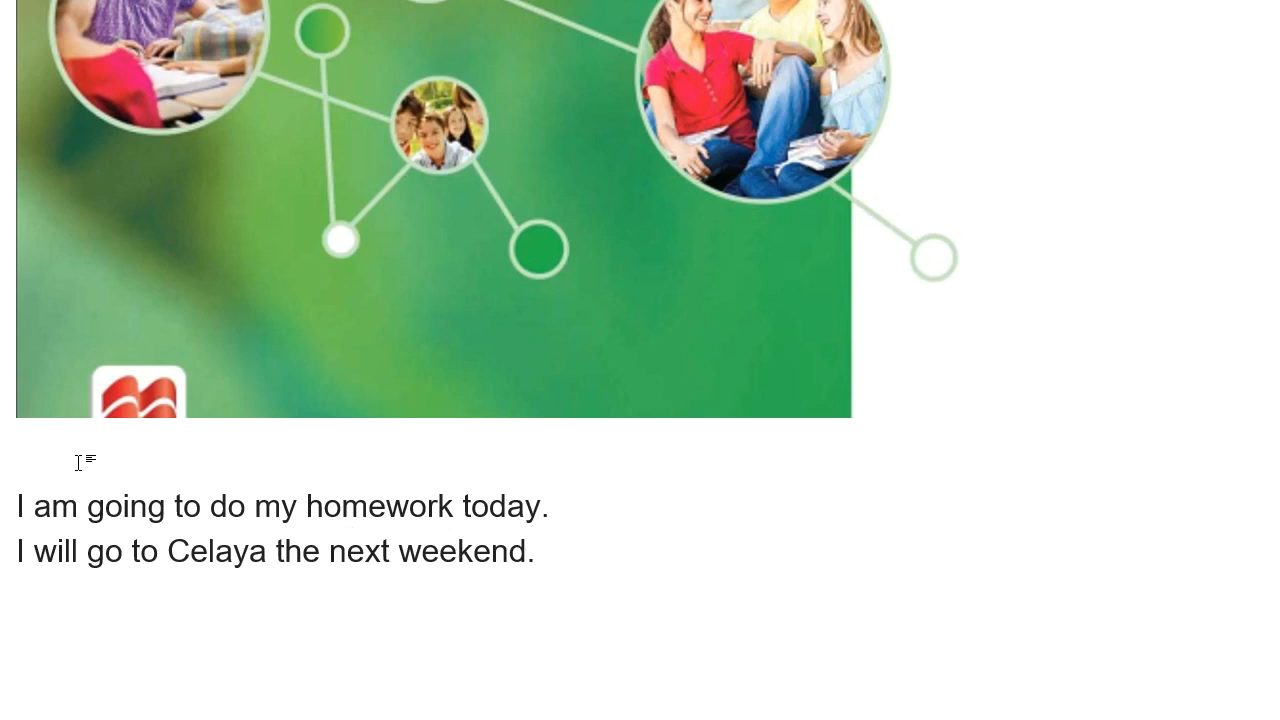 I am going to do my homework today.
I will go to Celaya the next weekend.